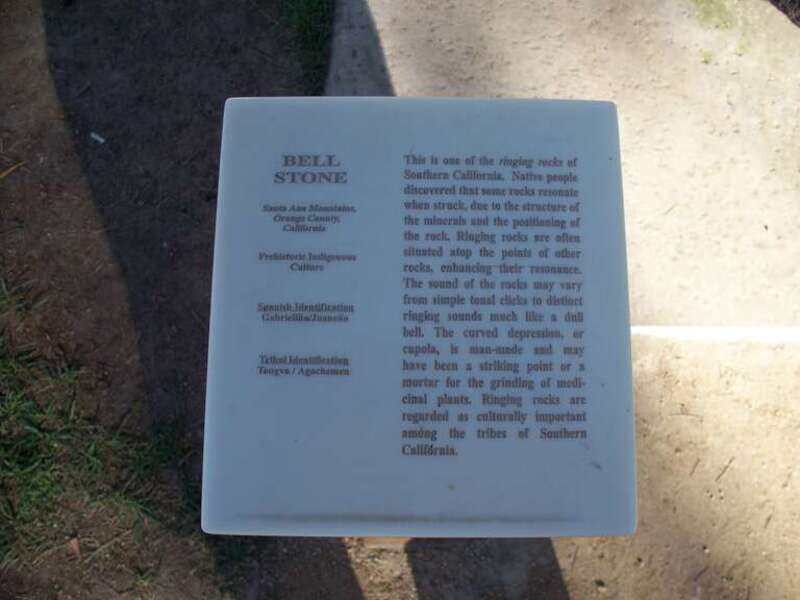 BELL
STONE
Santa Ana Mountains,
Orange County,
California
Prehistoric Indigenous
Culture
Spanish Identification
Gabrieliño/Juaneño
Tribal Identification
Tongva / Agachemen
This is one of the ringing rocks of
Southern California. Native people
discovered that some rocks resonate
when struck, due to the structure of
the minerals and the positioning of
the rock. Ringing rocks are often
situated atop the points of other
rocks, enhancing their resonance.
The sound of the rocks may vary
from simple tonal clicks to distinct
ringing sounds much like a dull
bell. The curved depression, or
cupola, is man-made and may
have been a striking point or a
mortar for the grinding of medi-
cinal plants. Ringing rocks are
regarded as culturally important
among the tribes of Southern
California.